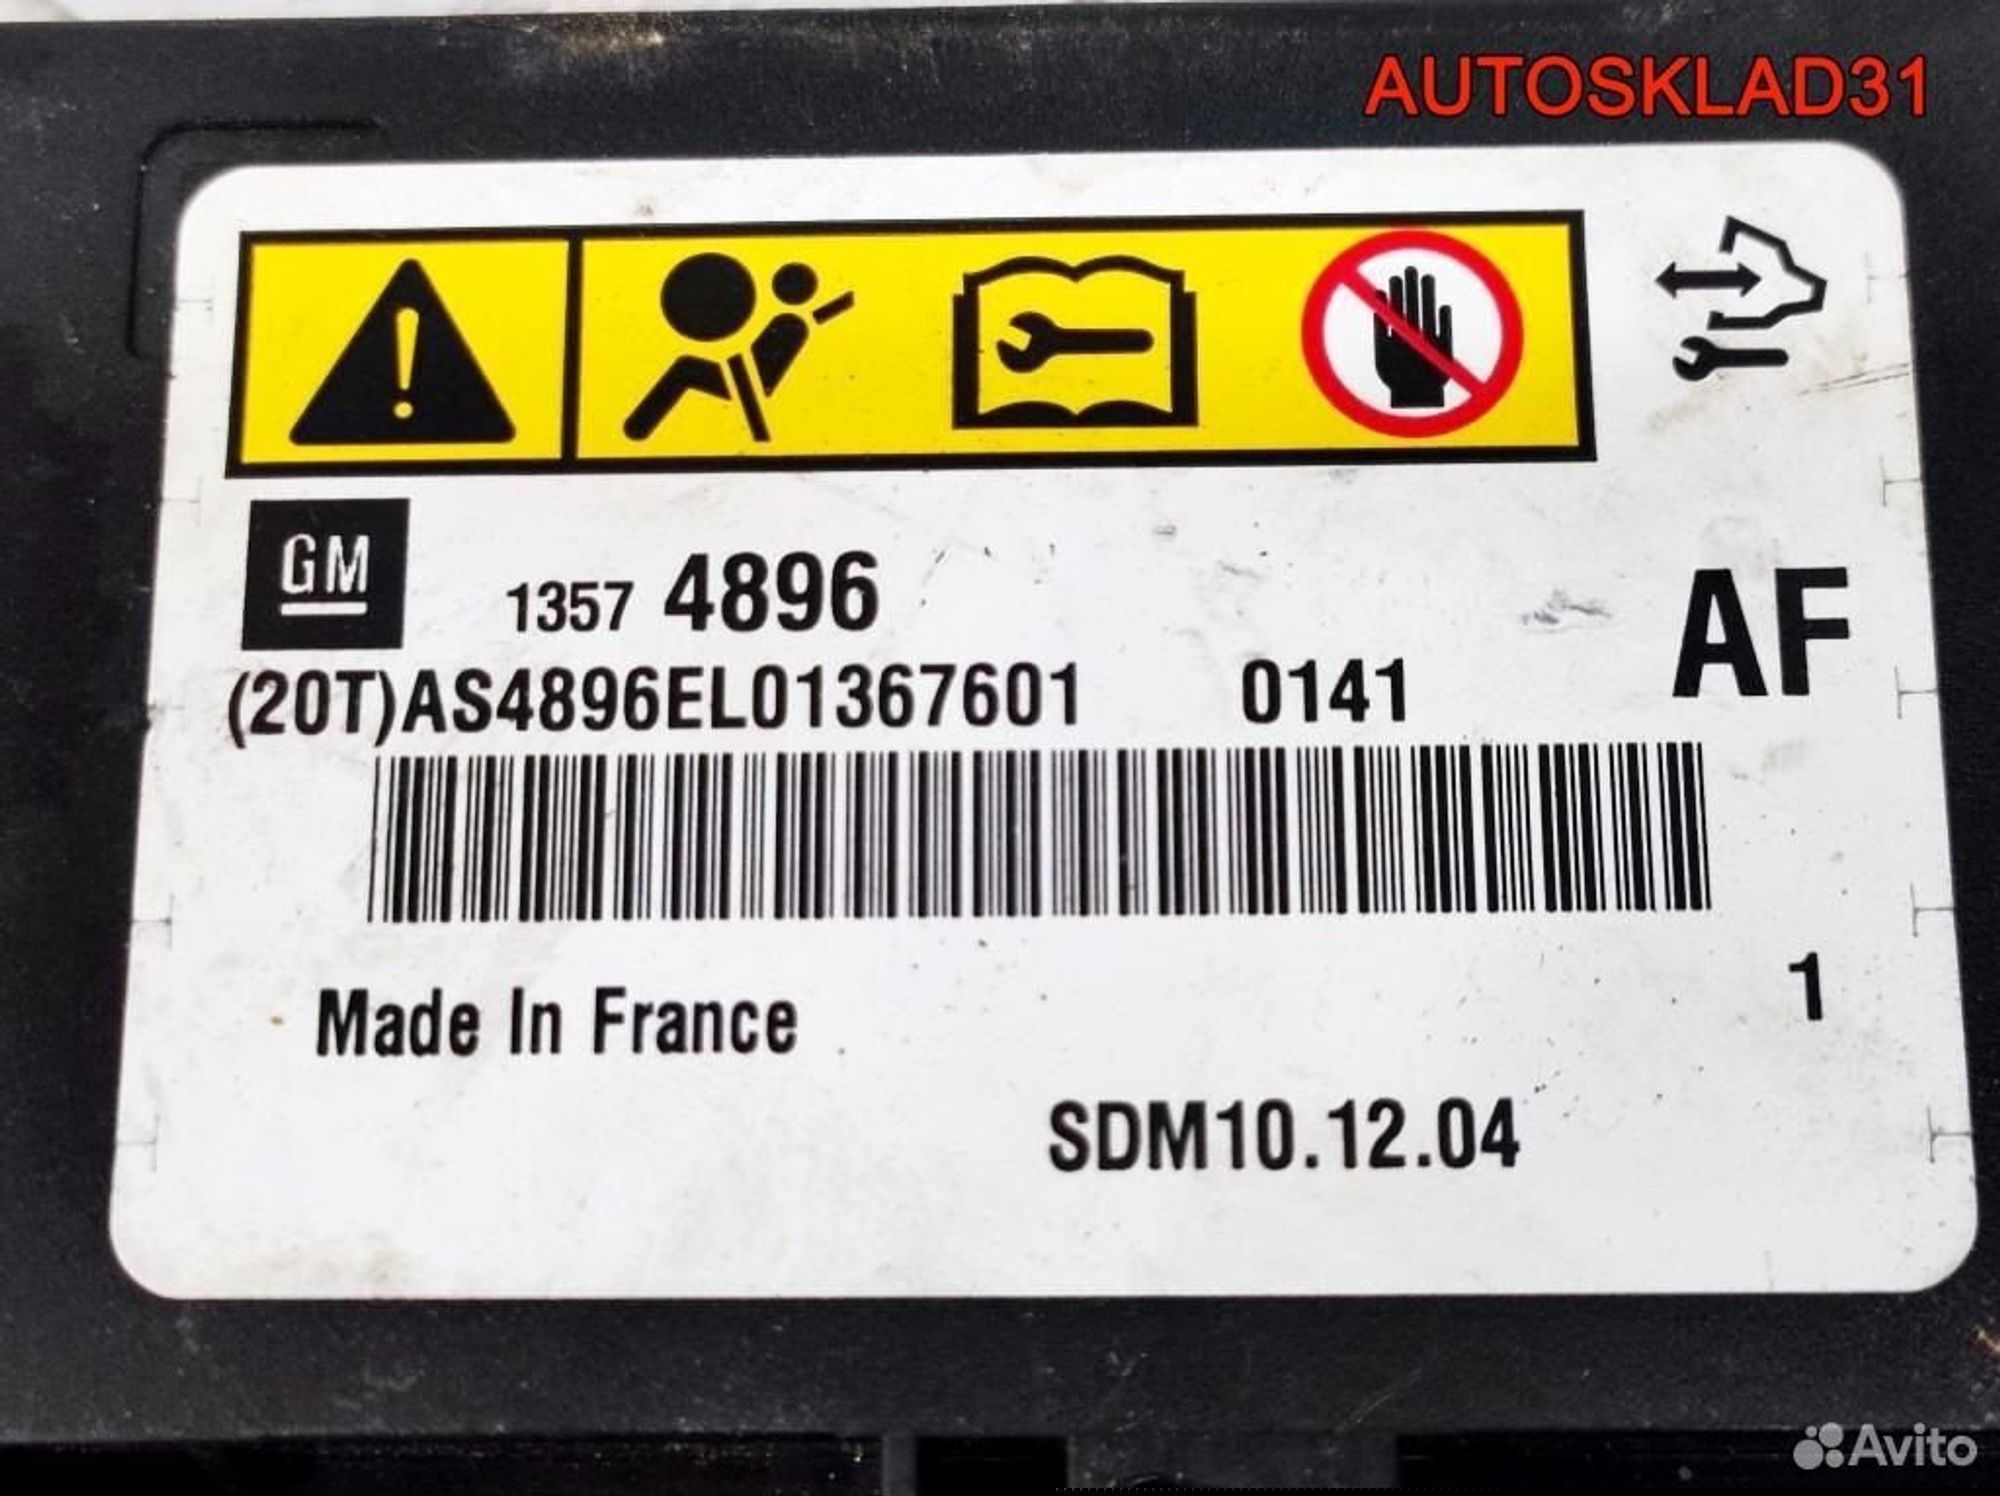 AUTOSKLAD31
GM
1357 4896
AF
(20T)AS4896EL01367601 0141
Made In France
1
SDM10.12.04
Avito